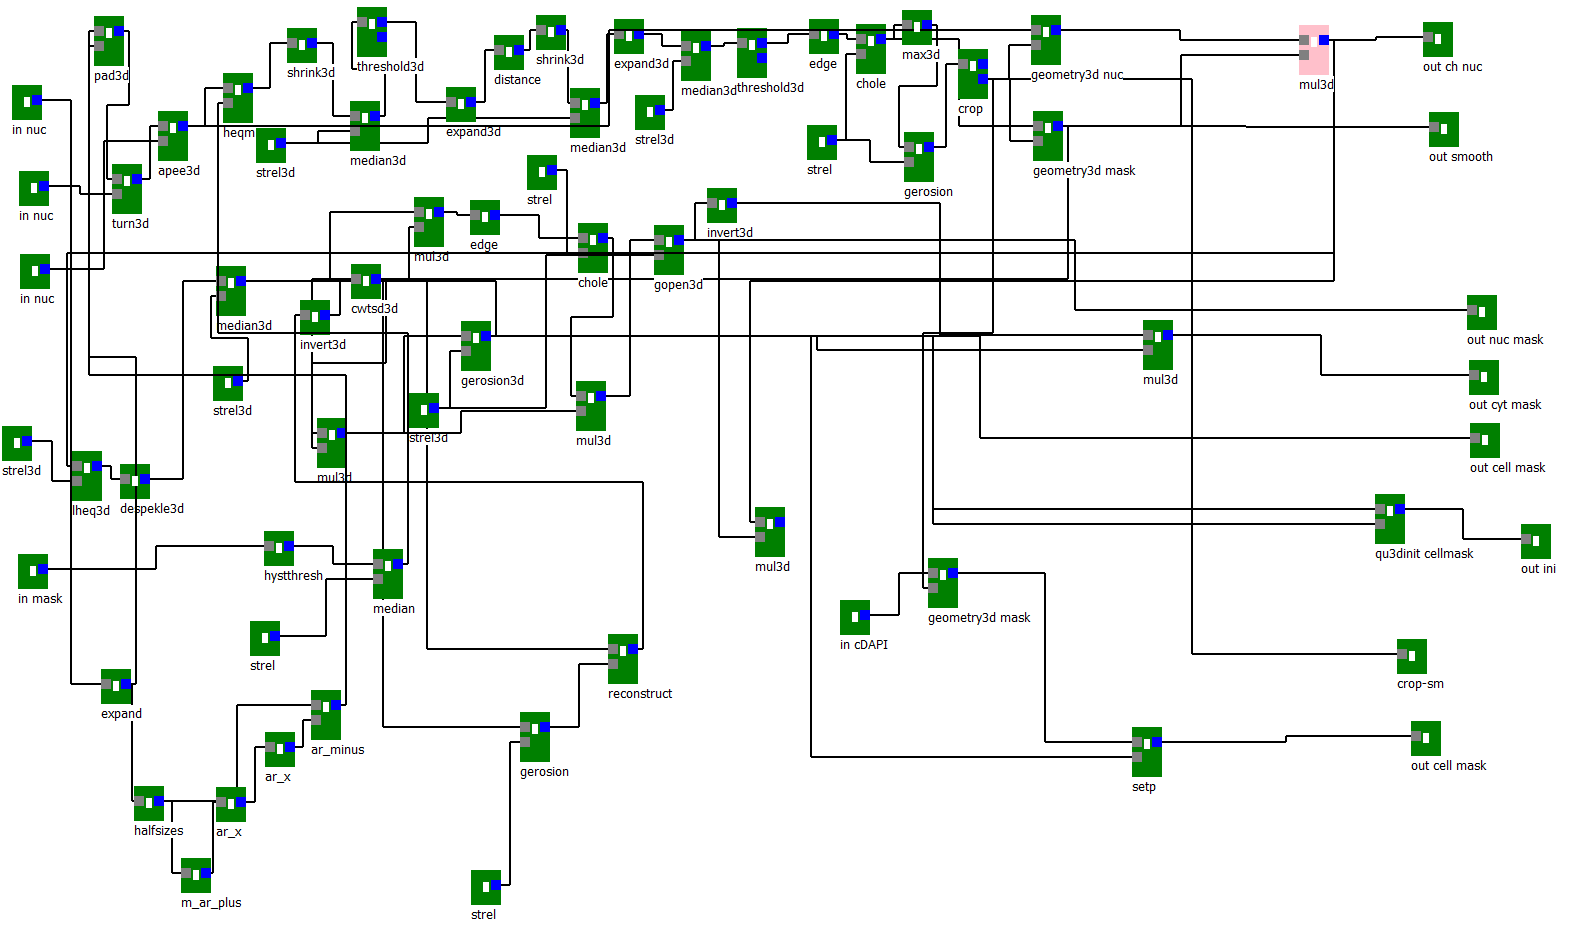 pad3d
shrink3d
threshold3d
distance
shrink3d
expand3d
median3d
threshold3d
edge
chole
max3d
crop
geometry3d nuc
mul3d
out ch nuc
in nuc
heqm
strel3d
median3d
expand3d
median3d
strel3d
strel
gerosion
geometry3d mask
out smooth
apee3d
in nuc
turn3d
strel
mul3d
edge
chole
gopen3d
invert3d
in nuc
median3d
invert3d
cwtsd3d
gerosion3d
mul3d
out nuc mask
strel3d
strel3d
mul3d
out cyt mask
strel3d
lheq3d
despekle3d
mul3d
out cell mask
in mask
hystthresh
median
mul3d
qu3dinit cellmask
out ini
strel
in cDAPI
geometry3d mask
reconstruct
crop-sm
expand
ar_minus
ar_x
gerosion
setp
out cell mask
halfsizes
ar_x
m_ar_plus
strel